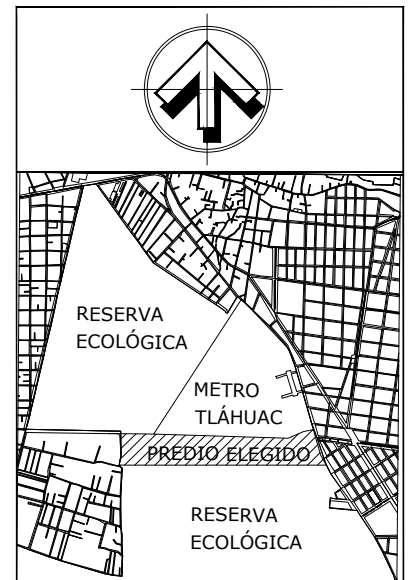 RESERVA
ECOLÓGICA
METRO
TLÁHUAC
PREDIO ELEGIDO
RESERVA
ECOLÓGICA